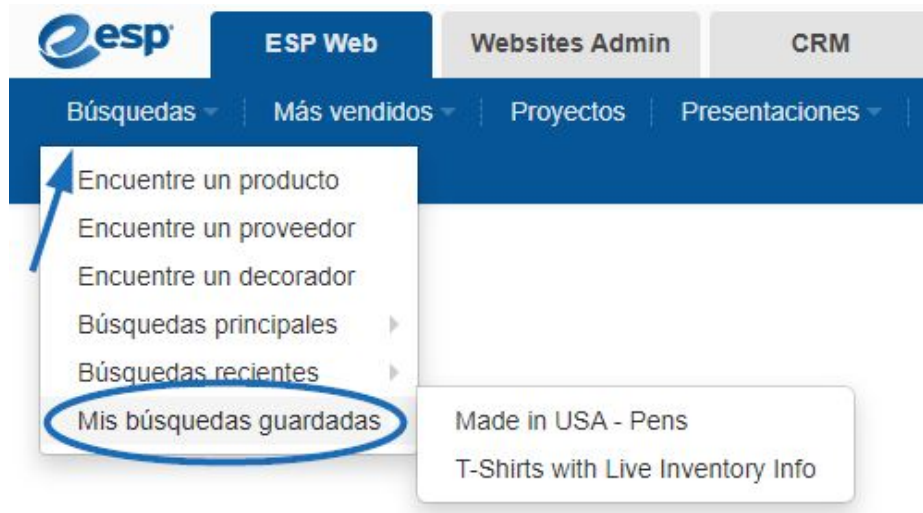 esp
ESP Web
Websites Admin
CRM
Búsquedas
Más vendidos
Proyectos
Presentaciones
Encuentre un producto
Encuentre un proveedor
Encuentre un decorador
Búsquedas principales
Búsquedas recientes
Mis búsquedas guardadas
Made in USA - Pens
T-Shirts with Live Inventory Info